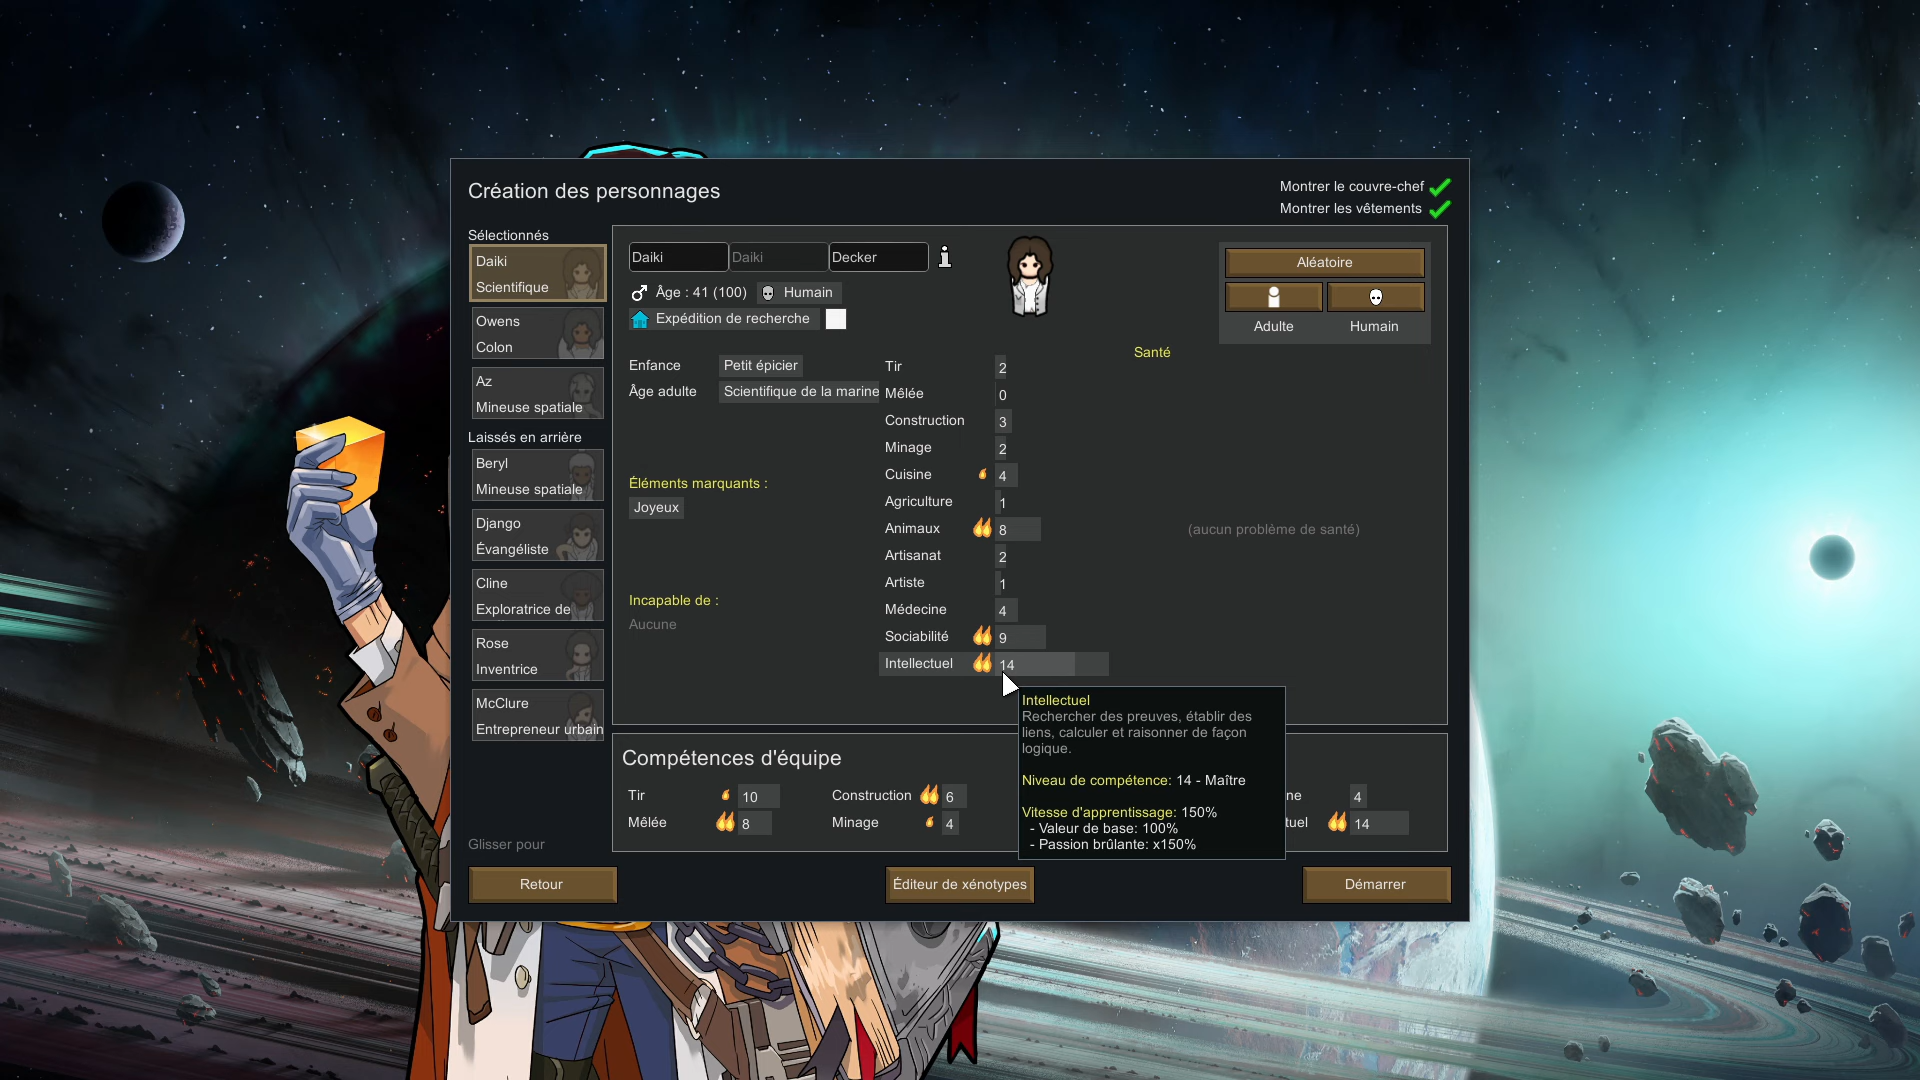 Création des personnages
Montrer le couvre-chef
Montrer les vêtements
Sélectionnés
Daiki
Scientifique
Owens
Colon
Az
Mineuse spatiale
Laissés en arrière
Beryl
Mineuse spatiale
Django
Évangéliste
Cline
Exploratrice de
Rose
Inventrice
McClure
Entrepreneur urbain
Glisser pour
Daiki
Daiki
Decker
Âge : 41 (100)
Humain
Expédition de recherche
Aléatoire
Adulte
Humain
Enfance
Petit épicier
Âge adulte
Scientifique de la marine
Éléments marquants :
Joyeux
Incapable de :
Aucune
Tir 2
Mêlée 0
Construction 3
Minage 2
Cuisine 4
Agriculture 1
Animaux 8
Artisanat 2
Artiste 1
Médecine 4
Sociabilité 9
Intellectuel 14
Santé
(aucun problème de santé)
Intellectuel
Rechercher des preuves, établir des
liens, calculer et raisonner de façon
logique.
Niveau de compétence: 14 - Maître
Vitesse d'apprentissage: 150%
- Valeur de base: 100%
- Passion brûlante: x150%
Compétences d'équipe
Tir 10
Construction 6
ne 4
Mêlée 8
Minage 4
tuel 14
Retour
Éditeur de xénotypes
Démarrer